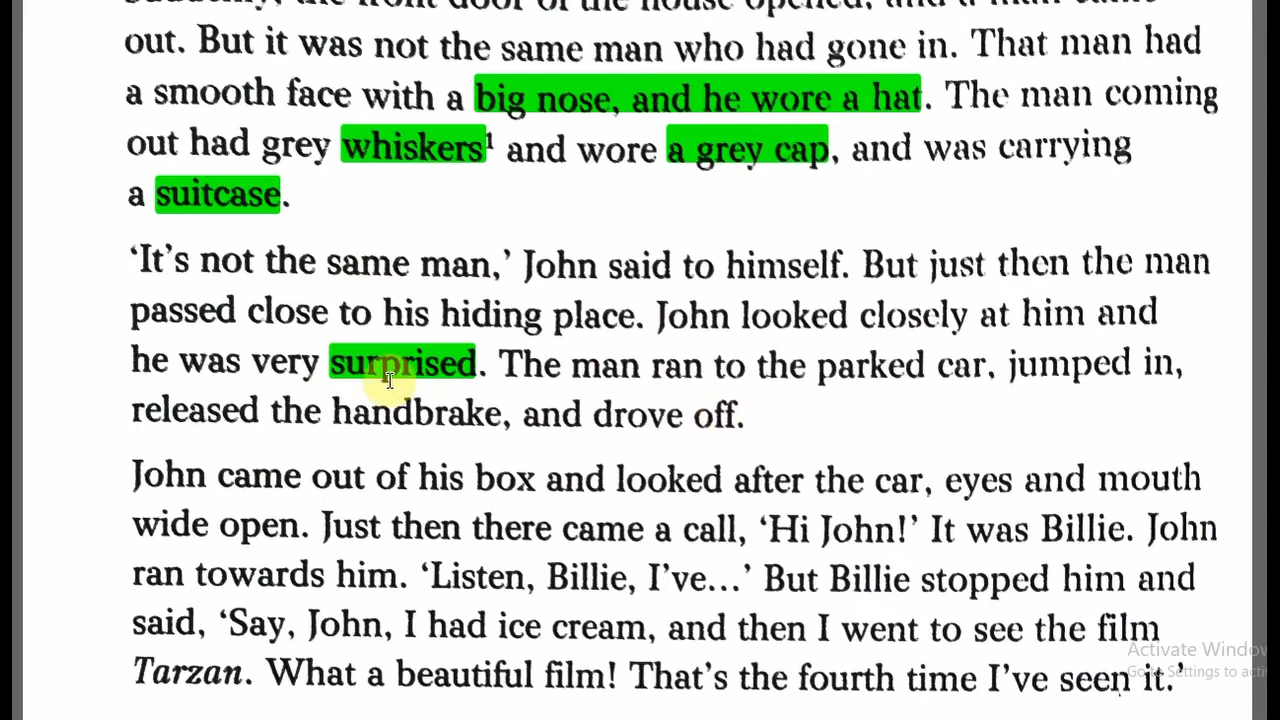 out. But it was not the same man who had gone in. That man had
a smooth face with a big nose, and he wore a hat. The man coming
out had grey whiskers¹ and wore a grey cap, and was carrying
a suitcase.
‘It’s not the same man,’ John said to himself. But just then the man
passed close to his hiding place. John looked closely at him and
he was very surprised. The man ran to the parked car, jumped in,
released the handbrake, and drove off.
John came out of his box and looked after the car, eyes and mouth
wide open. Just then there came a call, ‘Hi John!’ It was Billie. John
ran towards him. ‘Listen, Billie, I’ve...’ But Billie stopped him and
said, ‘Say, John, I had ice cream, and then I went to see the film
Tarzan. What a beautiful film! That’s the fourth time I’ve seen it.’
Activate Window
Go to Settings to acti